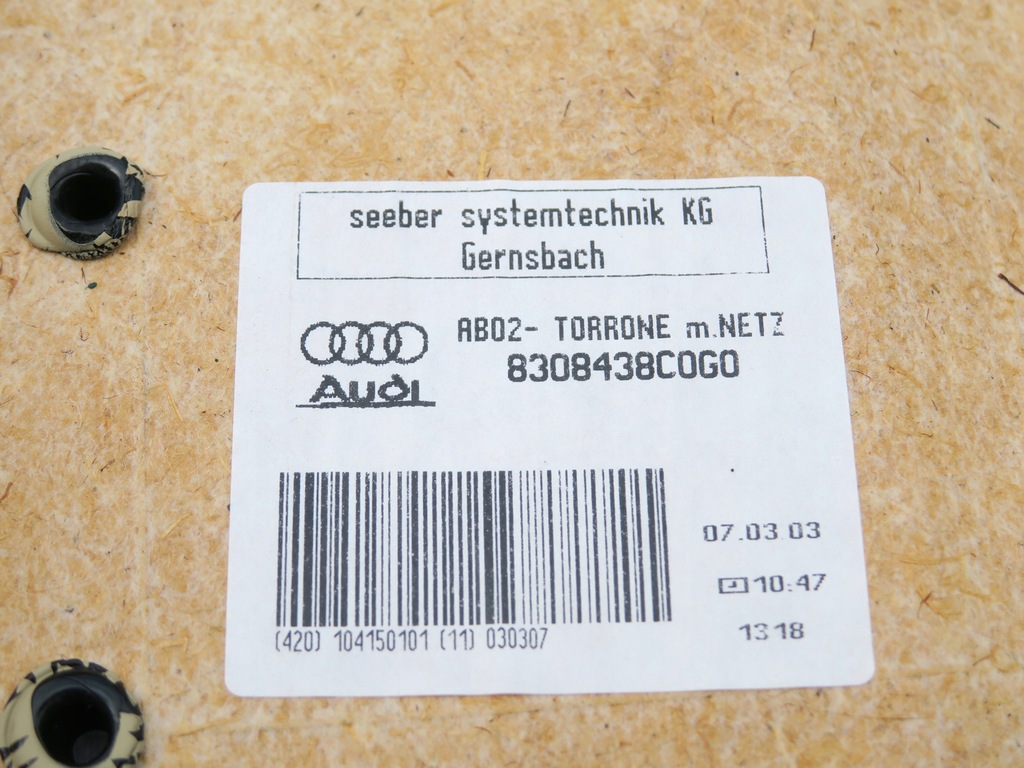 seeber systemtechnik KG
Gernsbach
AB02- TORRONE m.NETZ
8308438C0G0
Audi
07.03.03
10:47
1318
(420) 104150101 (11) 030307